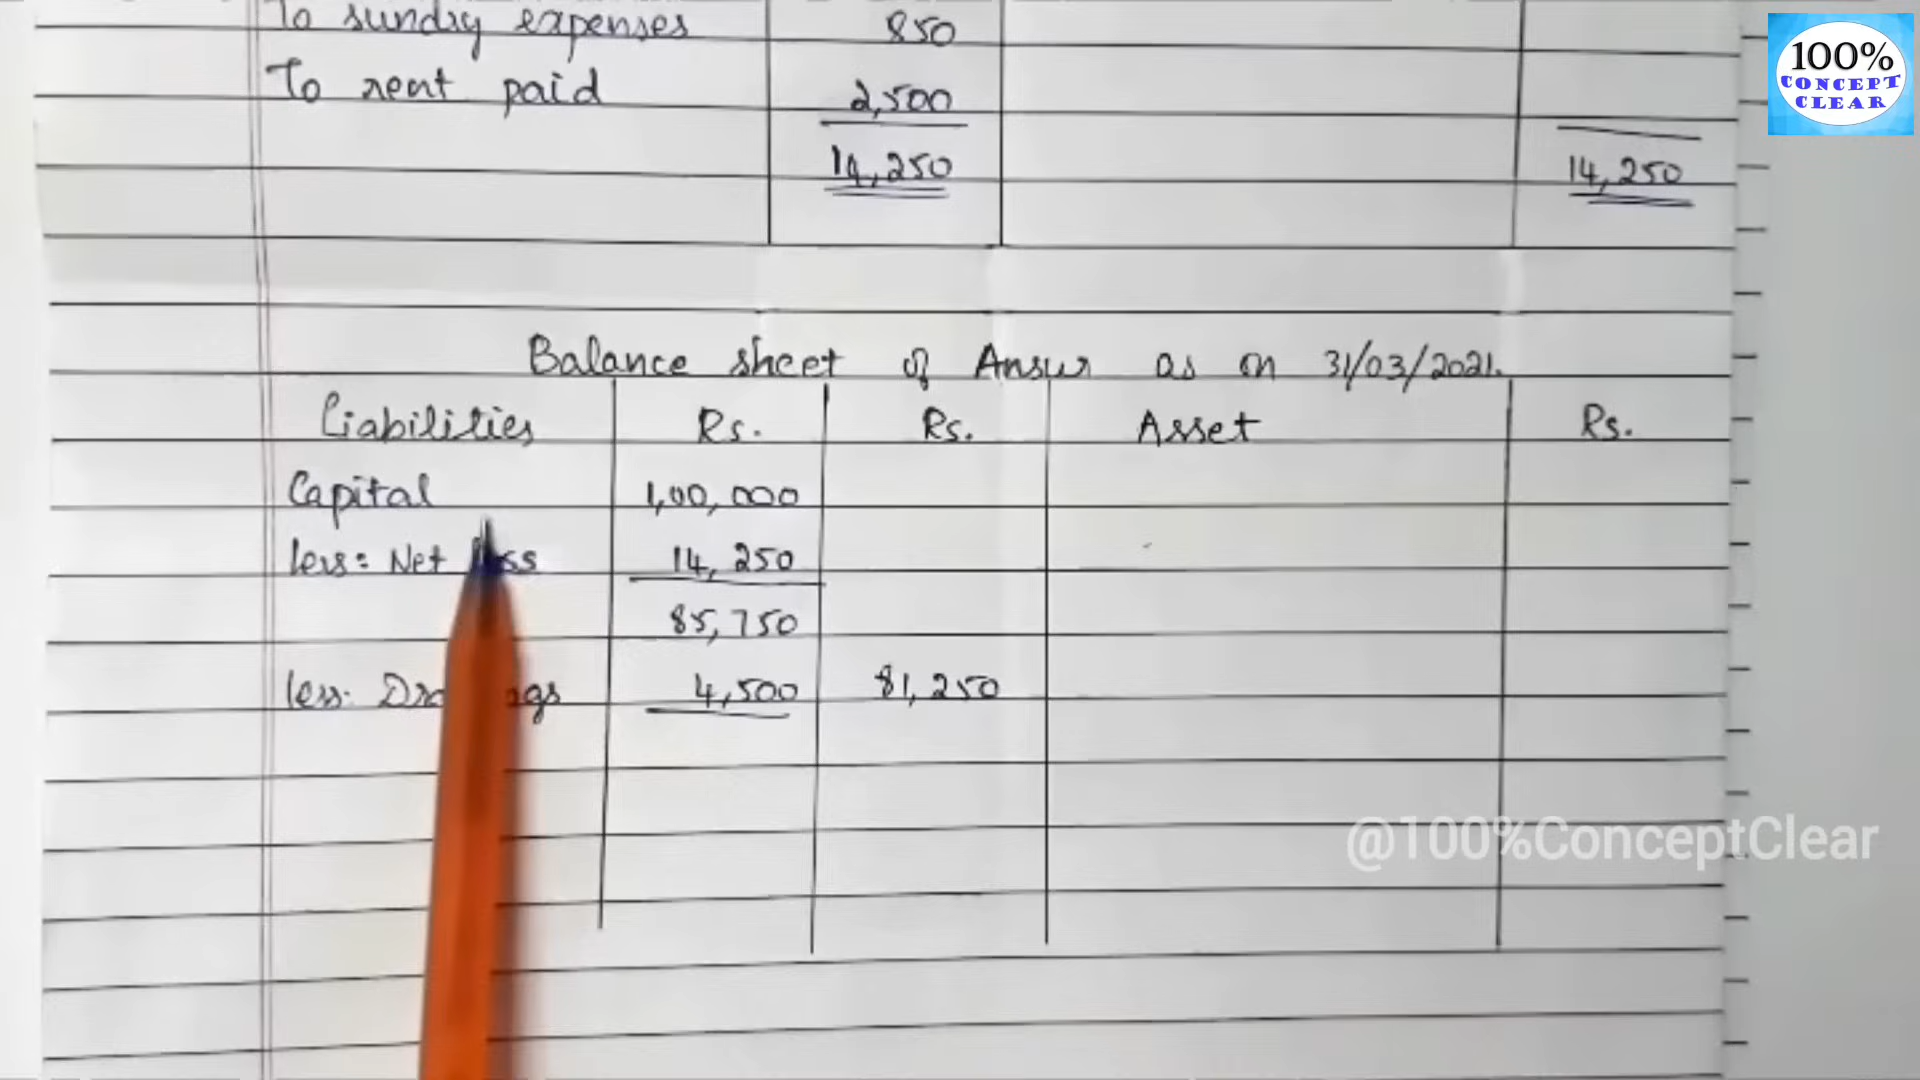 To sundry expenses 850
To rent paid 2,500
14,250 14,250
Balance sheet of Ansur as on 31/03/2021.
Liabilities Rs. Rs. Asset Rs.
Capital 1,00,000
less: Net loss 14,250
85,750
less: Drawings 4,500 81,250
100%
CONCEPT
CLEAR
@100%ConceptClear